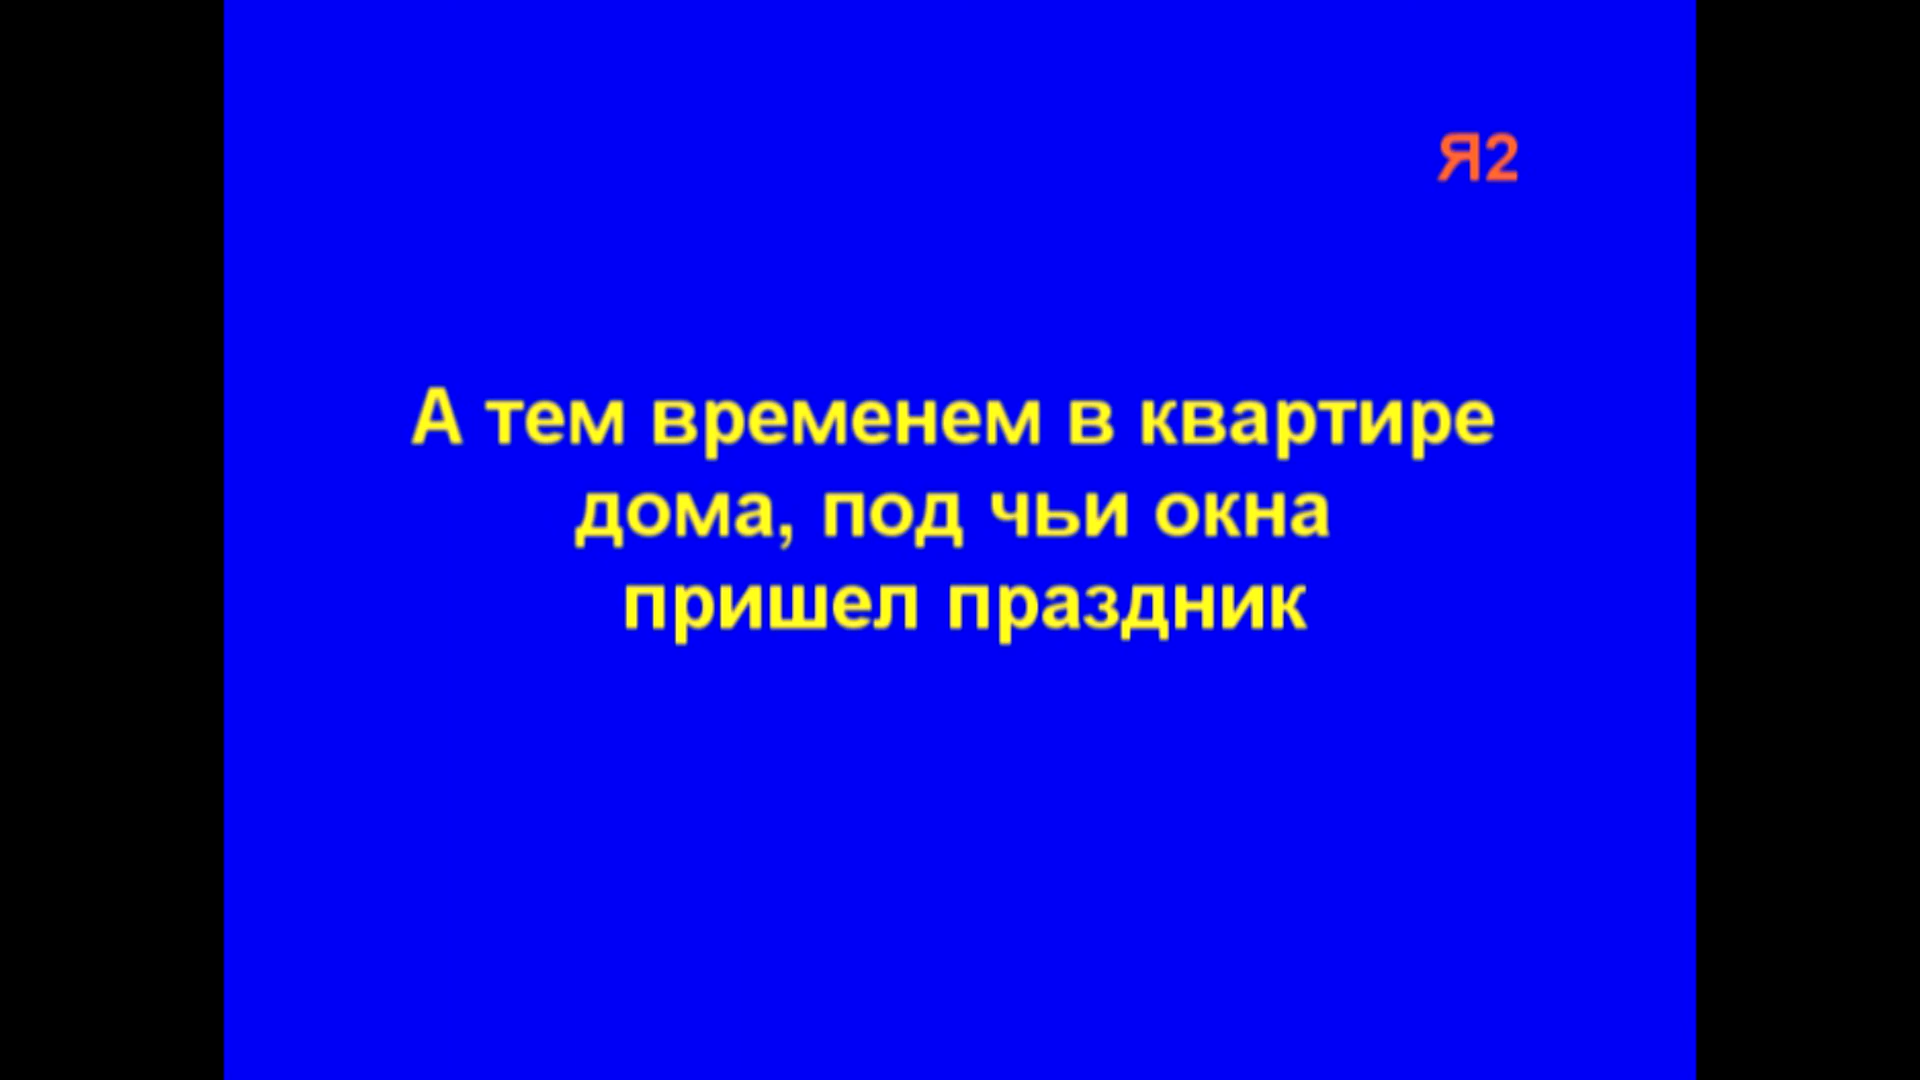 Я2
А тем временем в квартире
дома, под чьи окна
пришел праздник